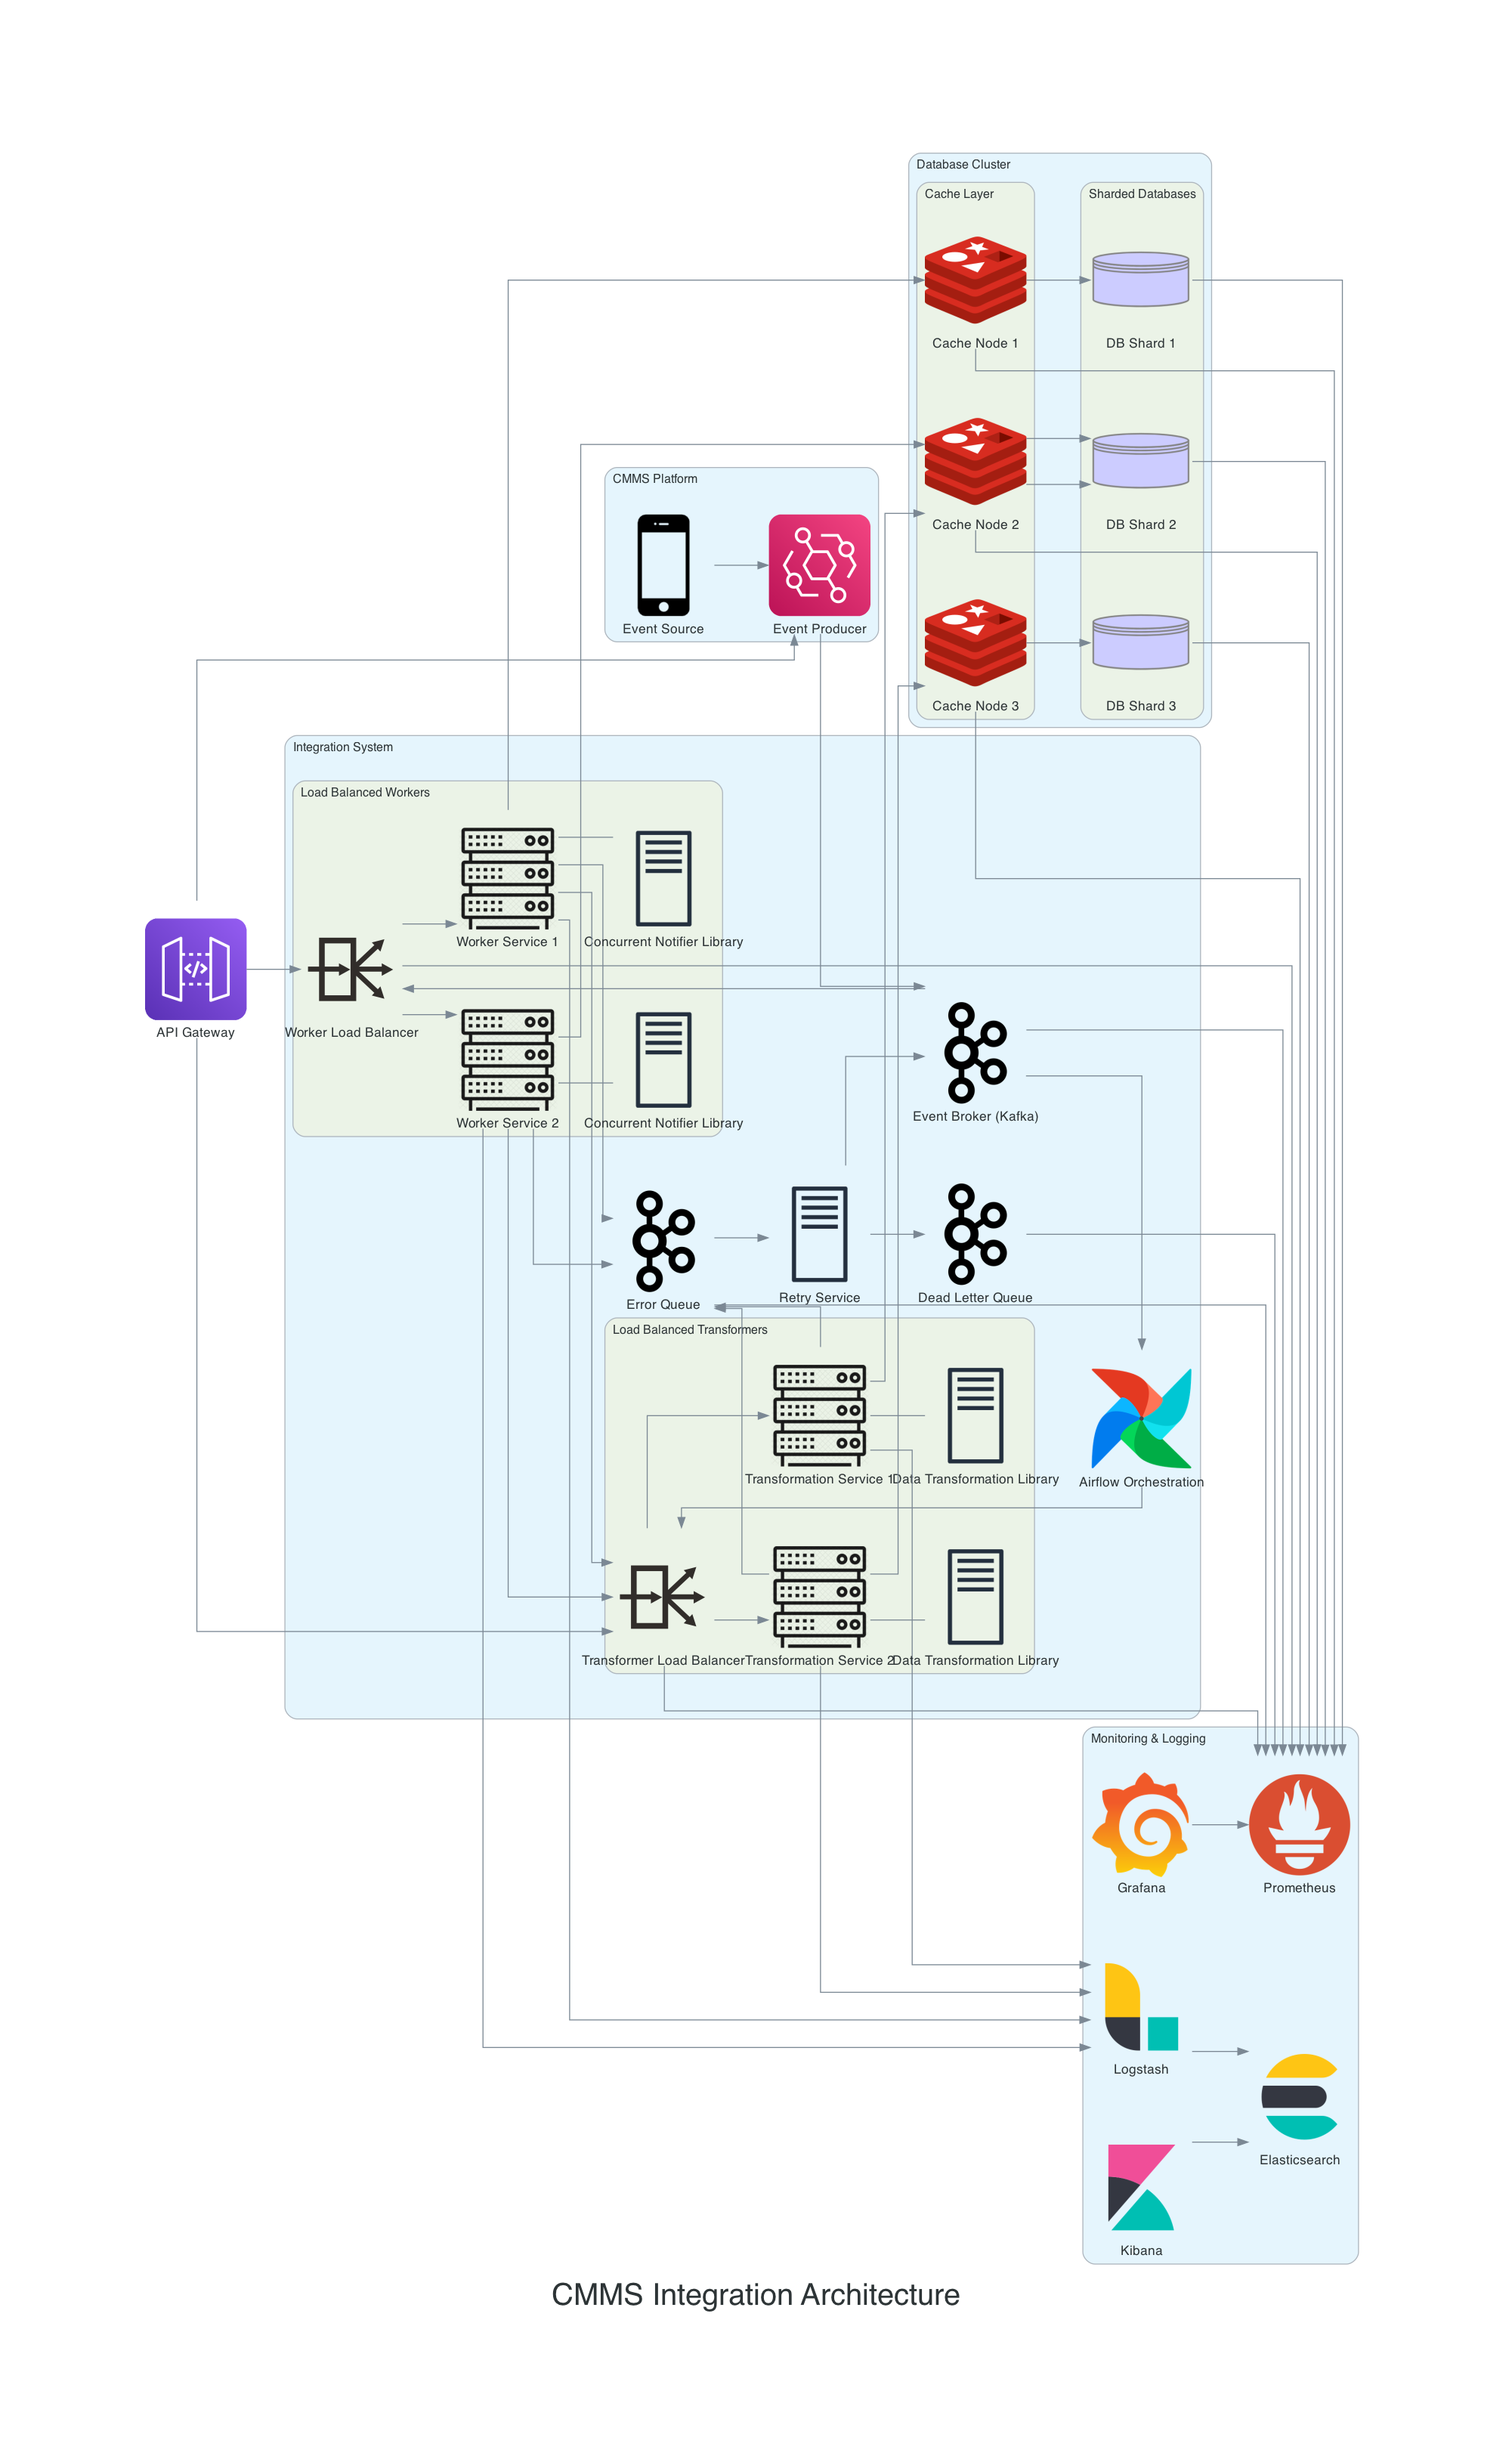 Database Cluster
Cache Layer
Sharded Databases
Cache Node 1
DB Shard 1
Cache Node 2
DB Shard 2
Cache Node 3
DB Shard 3
CMMS Platform
Event Source
Event Producer
Integration System
Load Balanced Workers
Worker Service 1
Concurrent Notifier Library
API Gateway
Worker Load Balancer
Worker Service 2
Concurrent Notifier Library
Event Broker (Kafka)
Error Queue
Retry Service
Dead Letter Queue
Load Balanced Transformers
Transformation Service 1
Data Transformation Library
Airflow Orchestration
Transformer Load Balancer
Transformation Service 2
Data Transformation Library
Monitoring & Logging
Grafana
Prometheus
Logstash
Elasticsearch
Kibana
CMMS Integration Architecture